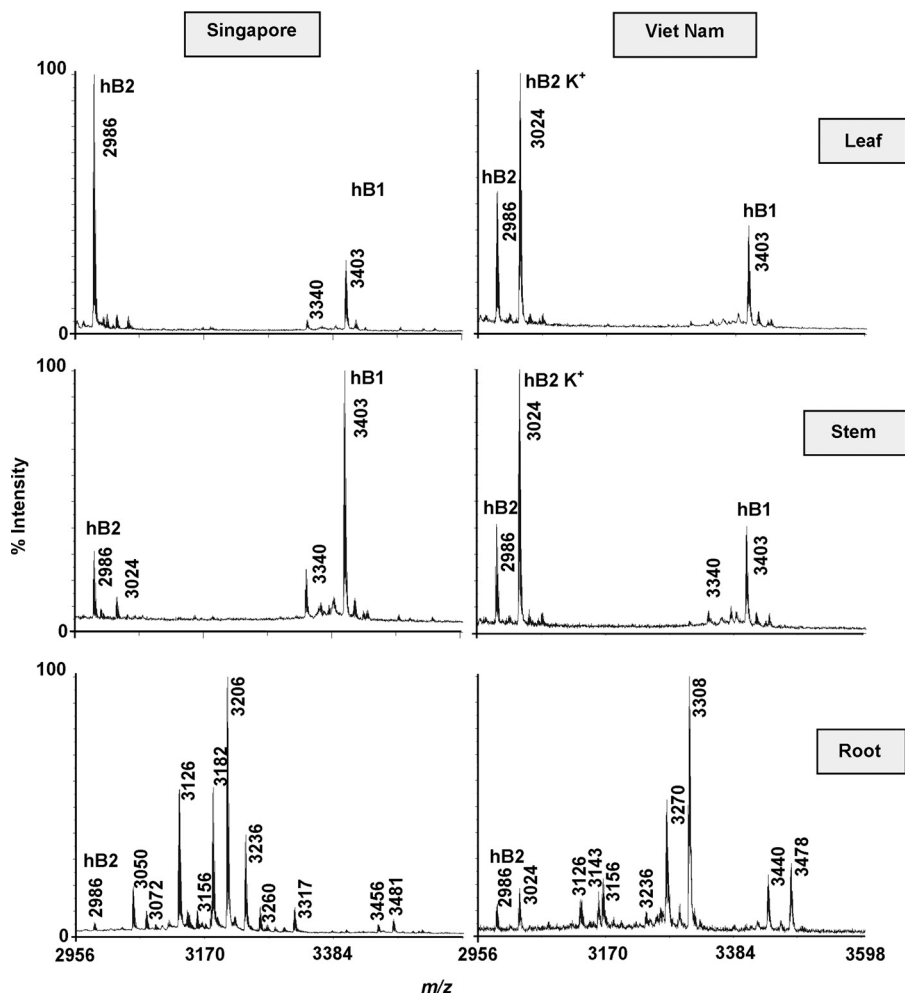 Singapore
Viet Nam
100
hB2
2986
3340
hB1
3403
0
hB2
2986
hB2 K⁺
3024
hB1
3403
Leaf
100
hB2
2986
3024
3340
hB1
3403
0
hB2
2986
hB2 K⁺
3024
3340
hB1
3403
Stem
% Intensity
100
hB2
2986
3050
3072
3126
3156
3182
3206
3236
3260
3317
3456
3481
0
hB2
2986
3024
3126
3143
3156
3236
3270
3308
3440
3478
Root
2956
3170
3384
2956
3170
3384
3598
m/z